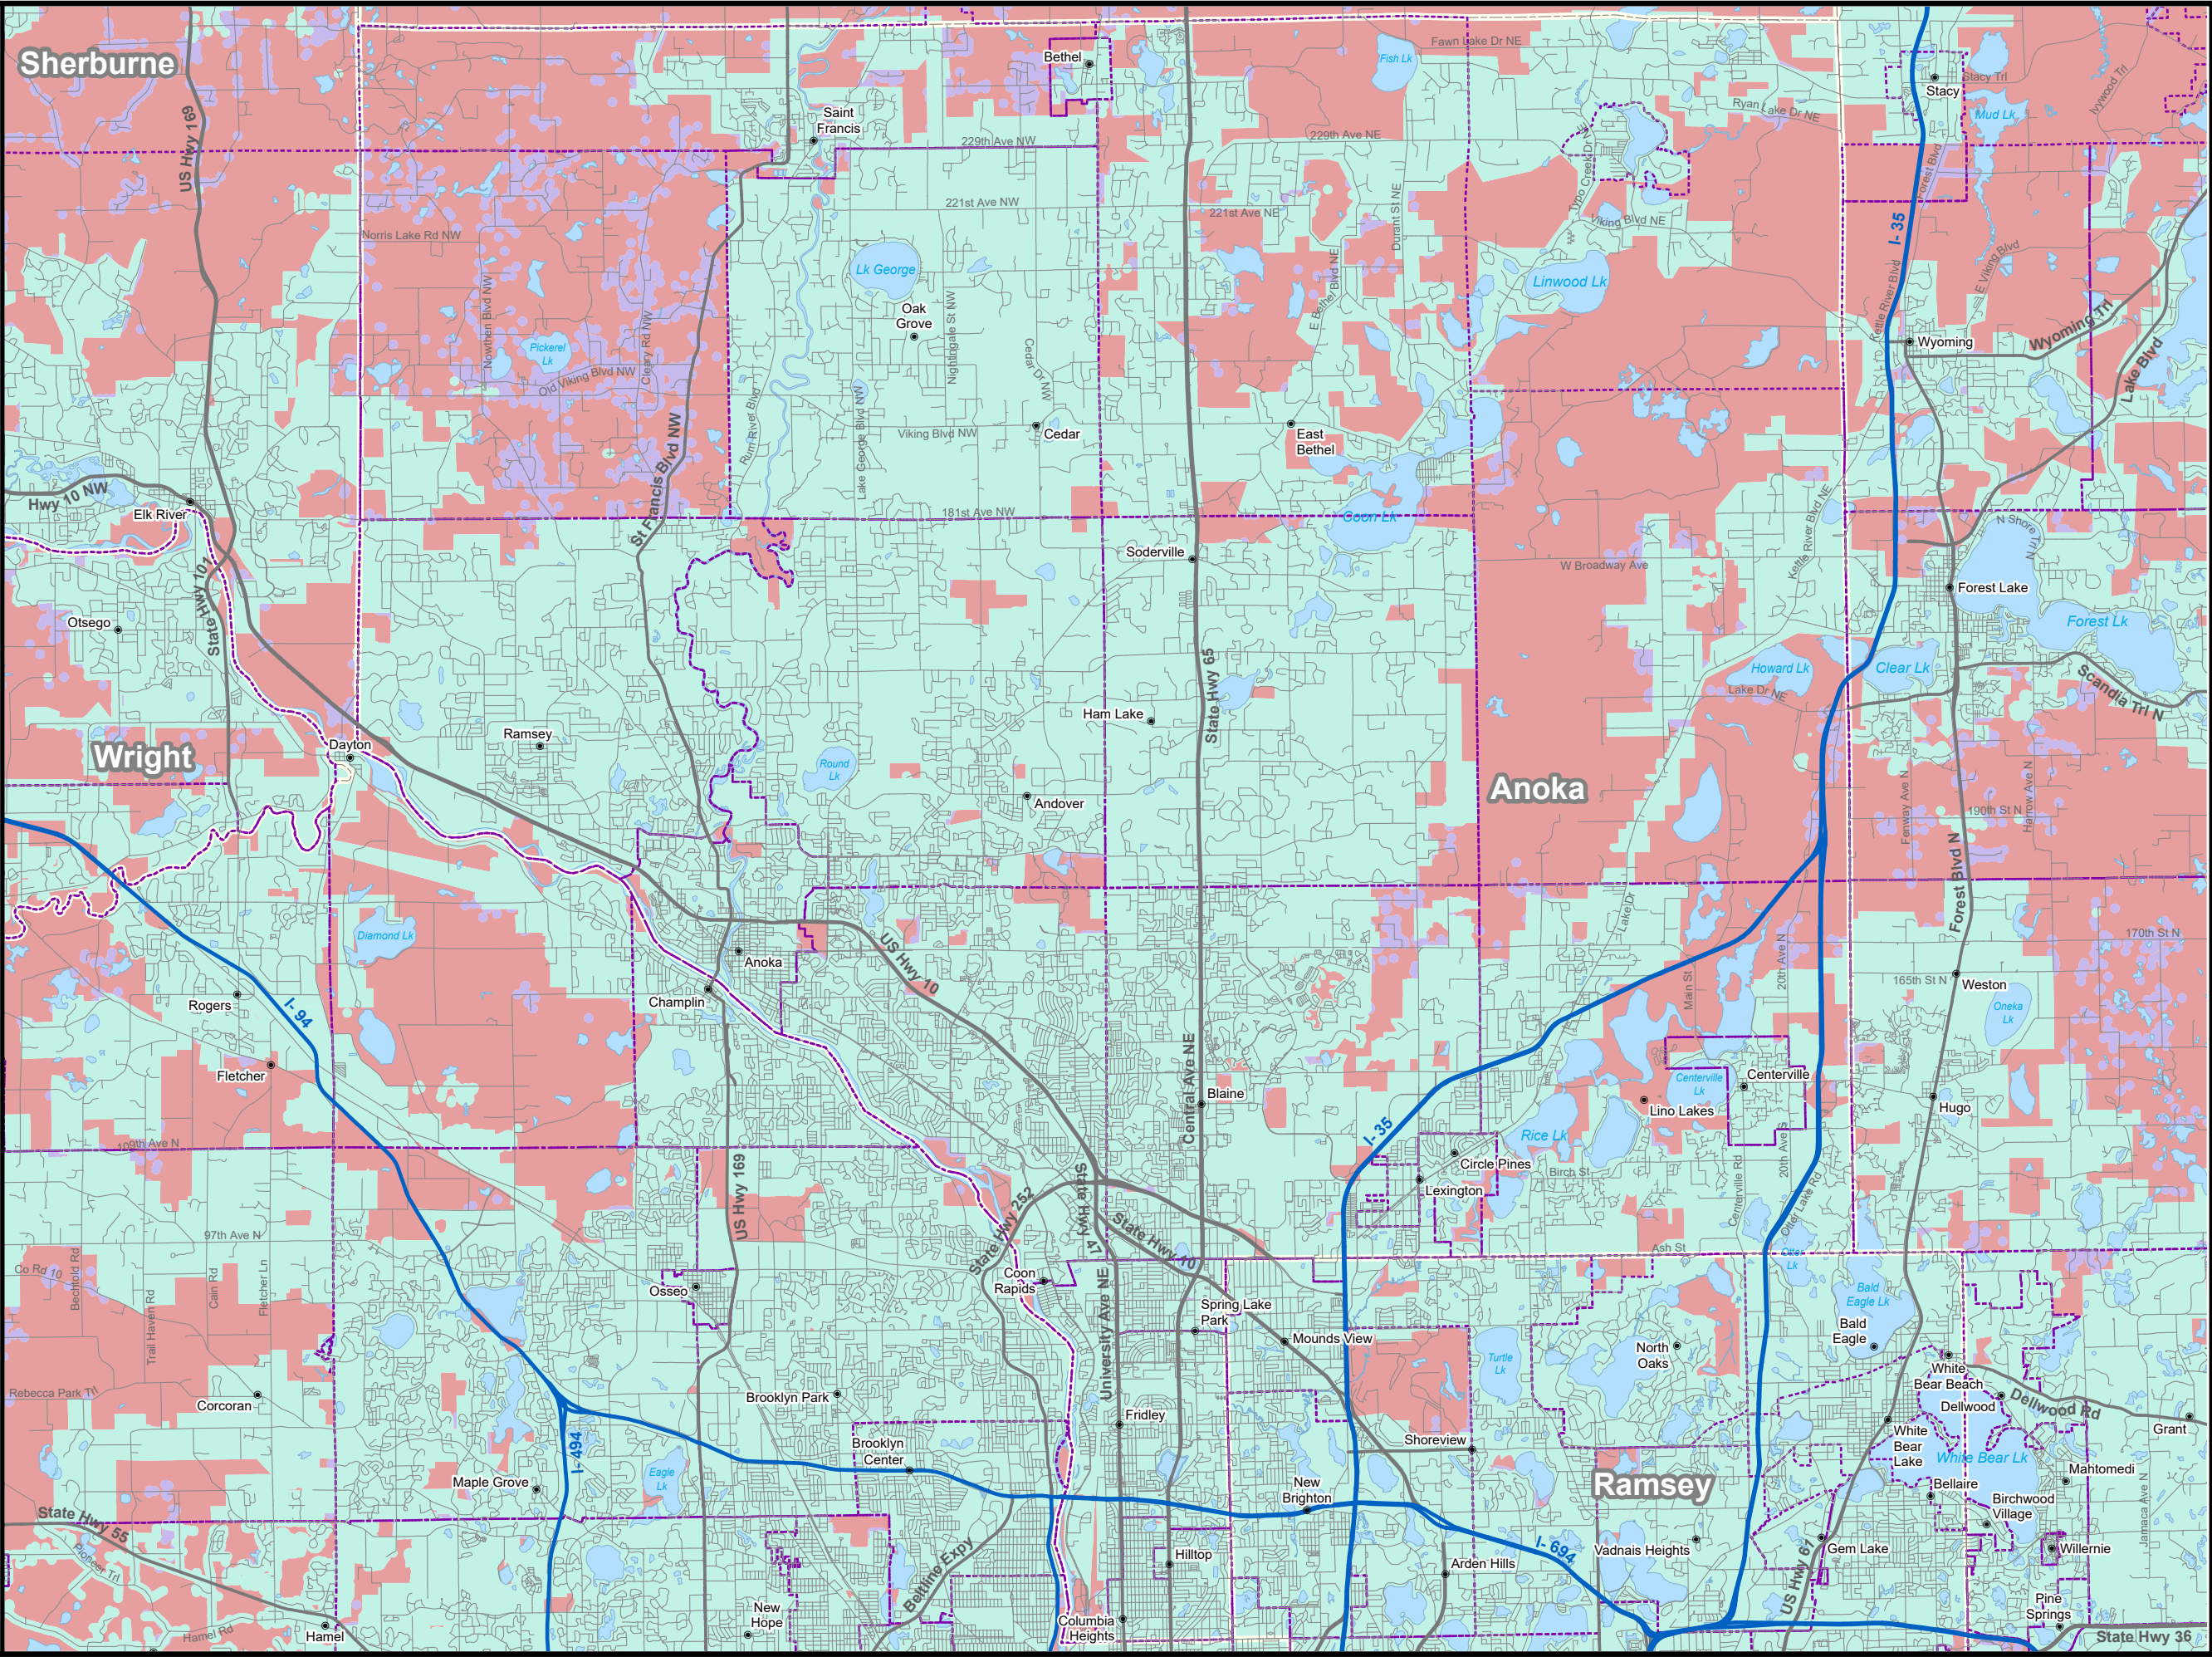 Sherburne
US Hwy 169
Bethel
Fawn Lake Dr NE
Fish Lk
Stacy Trl
Stacy
Ivywood Trl
Mud Lk
Ryan Lake Dr NE
Saint
Francis
229th Ave NW
229th Ave NE
Typo Creek Dr N
Forest Blvd
221st Ave NW
221st Ave NE
Durant St NE
Viking Blvd NE
I- 35
Norris Lake Rd NW
Lk George
Linwood Lk
E Viking Blvd
Kettle River Blvd
E Bethel Blvd NE
Oak
Grove
Nowthen Blvd NW
Cleary Rd NW
Nightingale St NW
Pickerel
Lk
Old Viking Blvd NW
Cedar Dr NW
Wyoming
Wyoming Trl
Lake Blvd
Rum River Blvd
Lake George Blvd NW
Viking Blvd NW
Cedar
East
Bethel
St Francis Blvd NW
Hwy 10 NW
Elk River
181st Ave NW
Coon Lk
Kettle River Blvd NE
N Shore Trl N
State Hwy 101
Soderville
W Broadway Ave
Forest Lake
Otsego
Forest Lk
State Hwy 65
Howard Lk
Clear Lk
Lake Dr NE
Scandia Trl N
Ham Lake
Ramsey
Wright
Dayton
Round
Lk
Anoka
Andover
Fenway Ave N
Harrow Ave N
190th St N
Forest Blvd N
Lake Dr
Diamond Lk
US Hwy 10
170th St N
Anoka
20th Ave N
Main St
165th St N
Weston
Champlin
Rogers
I- 94
Oneka
Lk
Fletcher
Central Ave NE
Blaine
Centerville
Lk
Centerville
Lino Lakes
Hugo
I- 35
Rice Lk
109th Ave N
Circle Pines
Birch St
Lexington
US Hwy 169
State Hwy 252
State Hwy 47
State Hwy 10
Centerville Rd
20th Ave S
Otter Lake Rd
97th Ave N
Ash St
Otter
Lk
Co Rd 10
Bechtold Rd
Cain Rd
Fletcher Ln
Trail Haven Rd
Osseo
Coon
Rapids
University Ave NE
Spring Lake
Park
Mounds View
Bald
Eagle Lk
Bald
Eagle
North
Oaks
Turtle
Lk
White
Bear Beach
Rebecca Park Trl
Corcoran
Brooklyn Park
Dellwood
Dellwood Rd
Fridley
Grant
White
Bear
Lake
White Bear Lk
Shoreview
Brooklyn
Center
I- 494
Eagle
Lk
Maple Grove
Ramsey
New
Brighton
Mahtomedi
Bellaire
Birchwood
Village
Jamaca Ave N
State Hwy 55
Pioneer Trl
I- 694
Vadnais Heights
Gem Lake
Willernie
Hilltop
Arden Hills
Beltline Expy
US Hwy 61
New
Hope
Columbia
Heights
Pine
Springs
Hamel Rd
Hamel
State Hwy 36